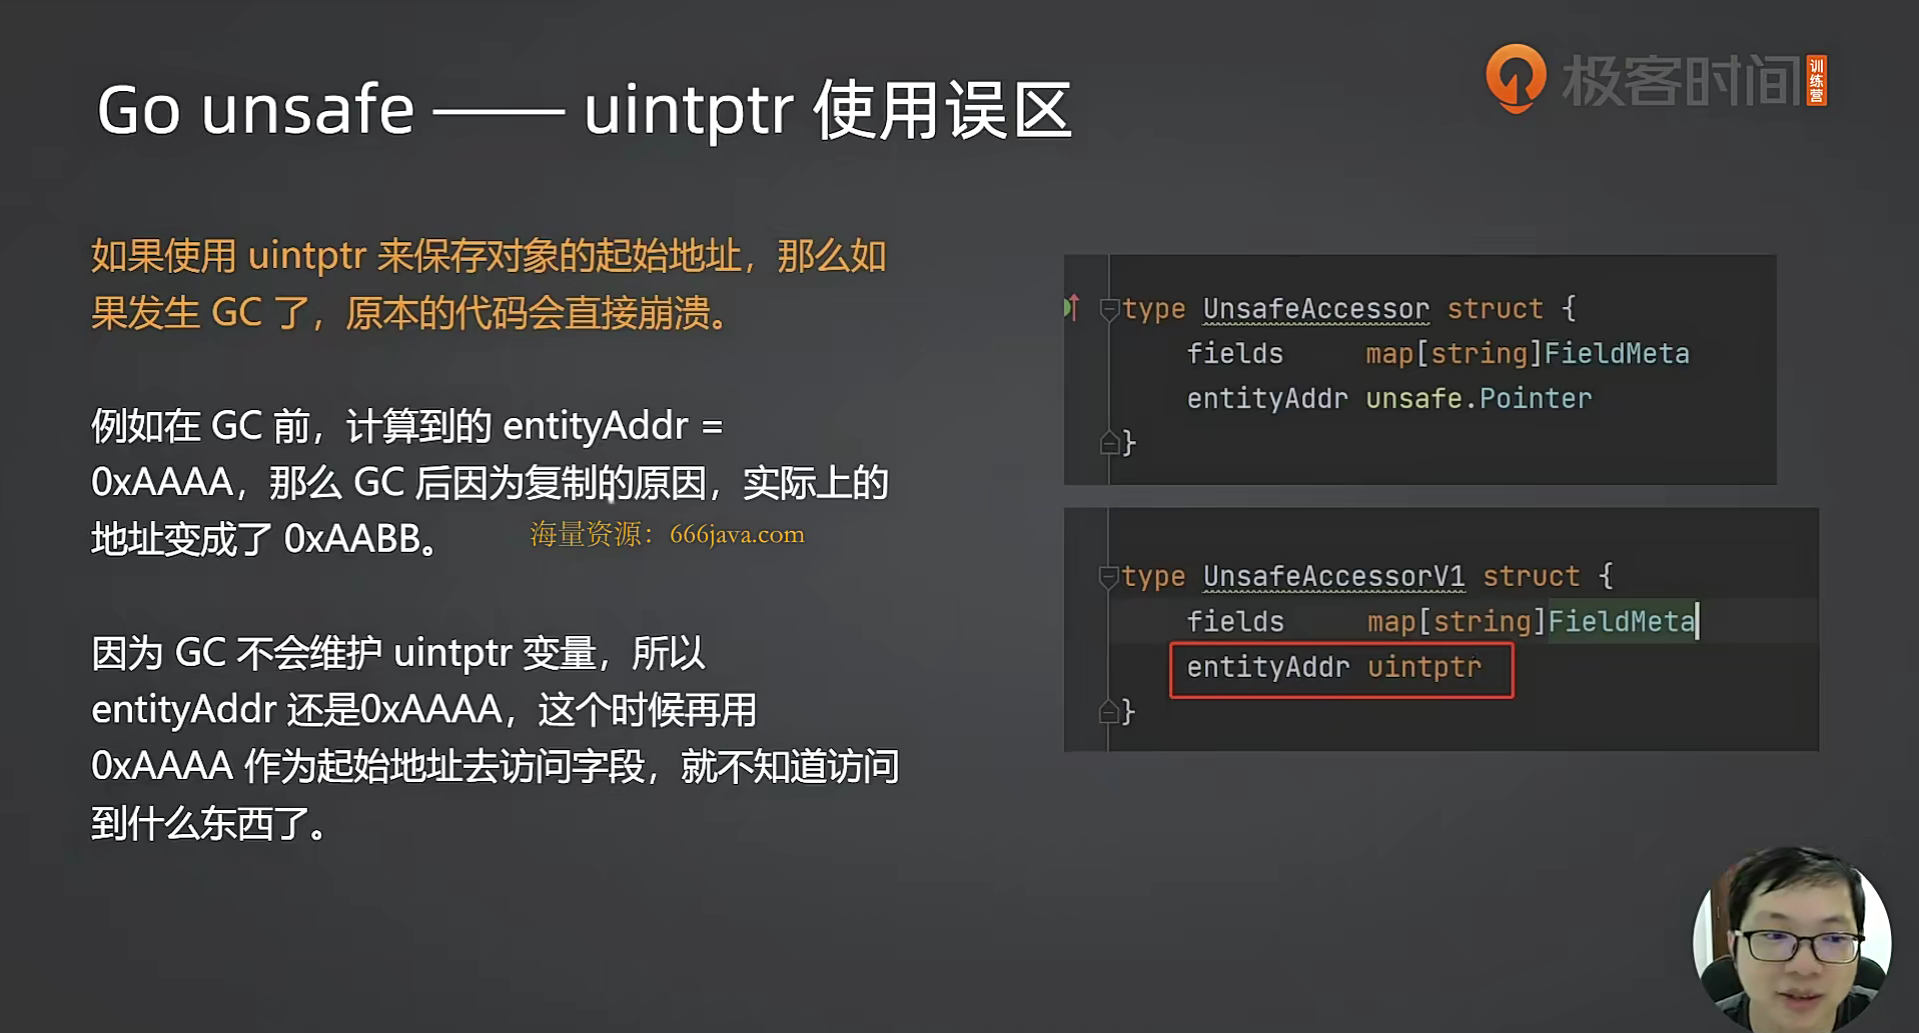 Go unsafe —— uintptr 使用误区
极客时间
训练营
如果使用 uintptr 来保存对象的起始地址，那么如
果发生 GC 了，原本的代码会直接崩溃。
例如在 GC 前，计算到的 entityAddr =
0xAAAA，那么 GC 后因为复制的原因，实际上的
地址变成了 0xAABB。
海量资源：666java.com
因为 GC 不会维护 uintptr 变量，所以
entityAddr 还是0xAAAA，这个时候再用
0xAAAA 作为起始地址去访问字段，就不知道访问
到什么东西了。
type UnsafeAccessor struct {
fields map[string]FieldMeta
entityAddr unsafe.Pointer
}
type UnsafeAccessorV1 struct {
fields map[string]FieldMeta
entityAddr uintptr
}